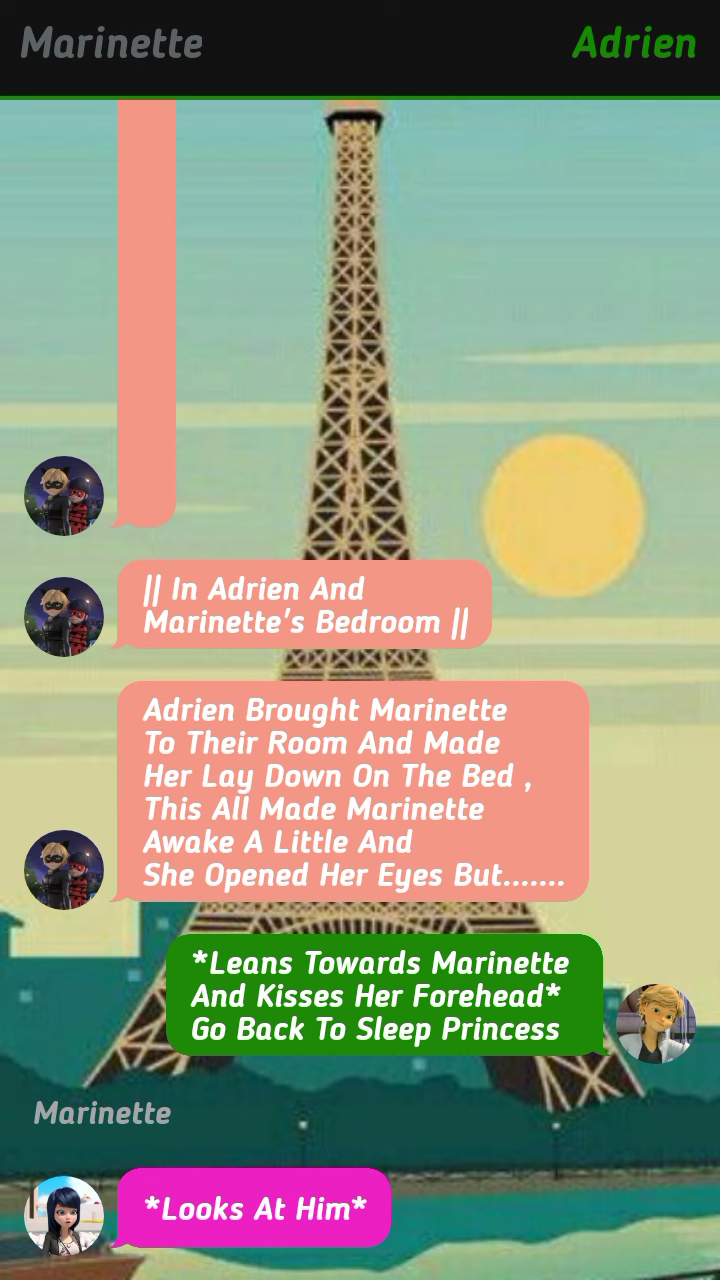 Marinette
Adrien
|| In Adrien And
Marinette's Bedroom ||
Adrien Brought Marinette
To Their Room And Made
Her Lay Down On The Bed ,
This All Made Marinette
Awake A Little And
She Opened Her Eyes But.......
*Leans Towards Marinette
And Kisses Her Forehead*
Go Back To Sleep Princess
Marinette
*Looks At Him*